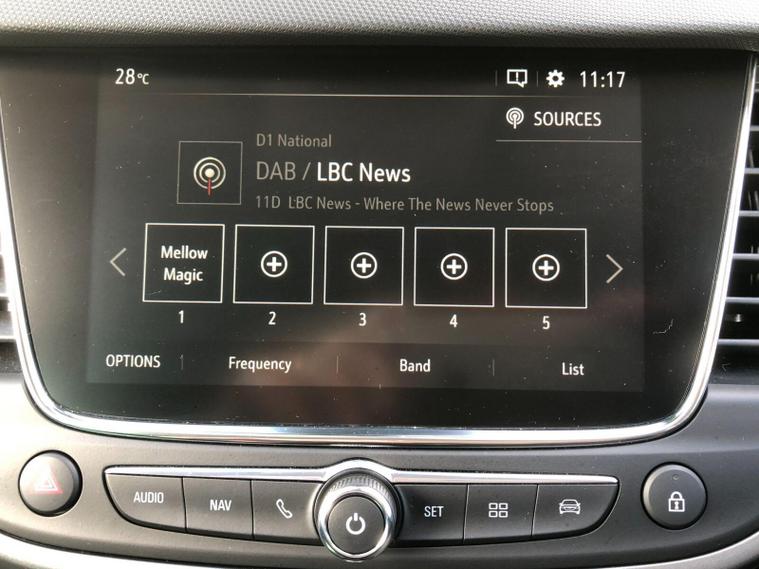 28°C
11:17
SOURCES
D1 National
DAB / LBC News
11D LBC News - Where The News Never Stops
Mellow
Magic
1 2 3 4 5
OPTIONS Frequency Band List
AUDIO NAV SET